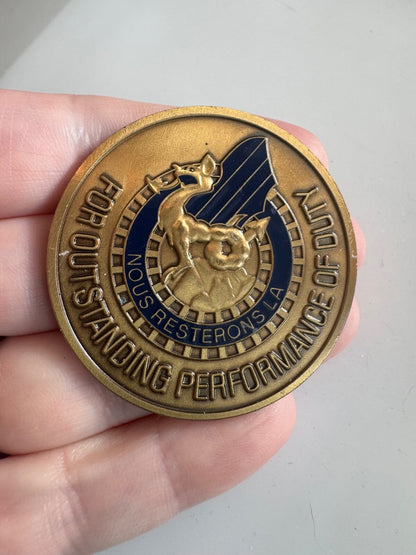 FOR OUTSTANDING PERFORMANCE OF DUTY
NOUS RESTERONS LA